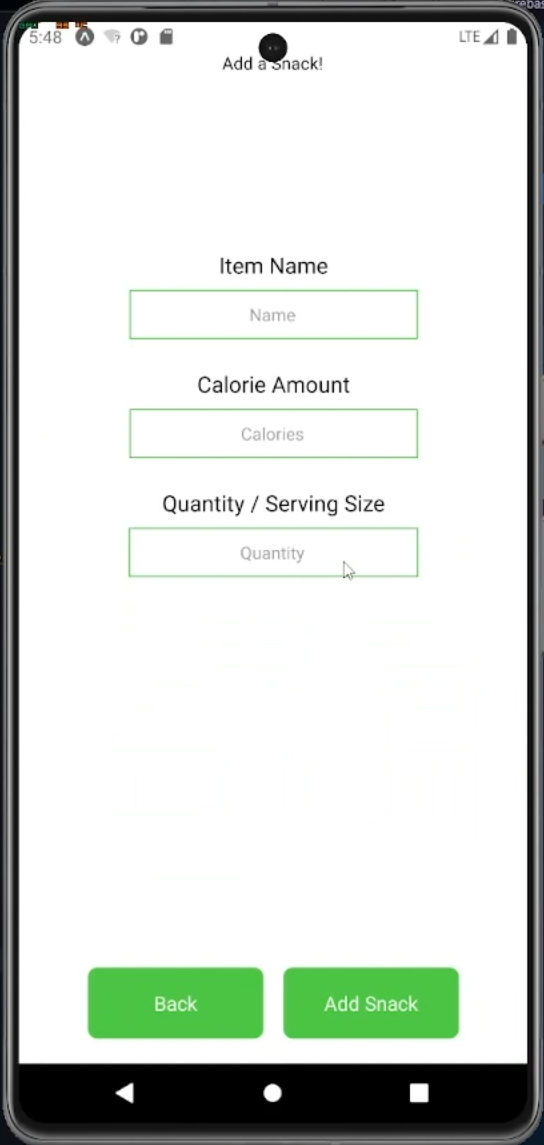 5:48 LTE
Add a Snack!
Item Name
Name
Calorie Amount
Calories
Quantity / Serving Size
Quantity
Back Add Snack